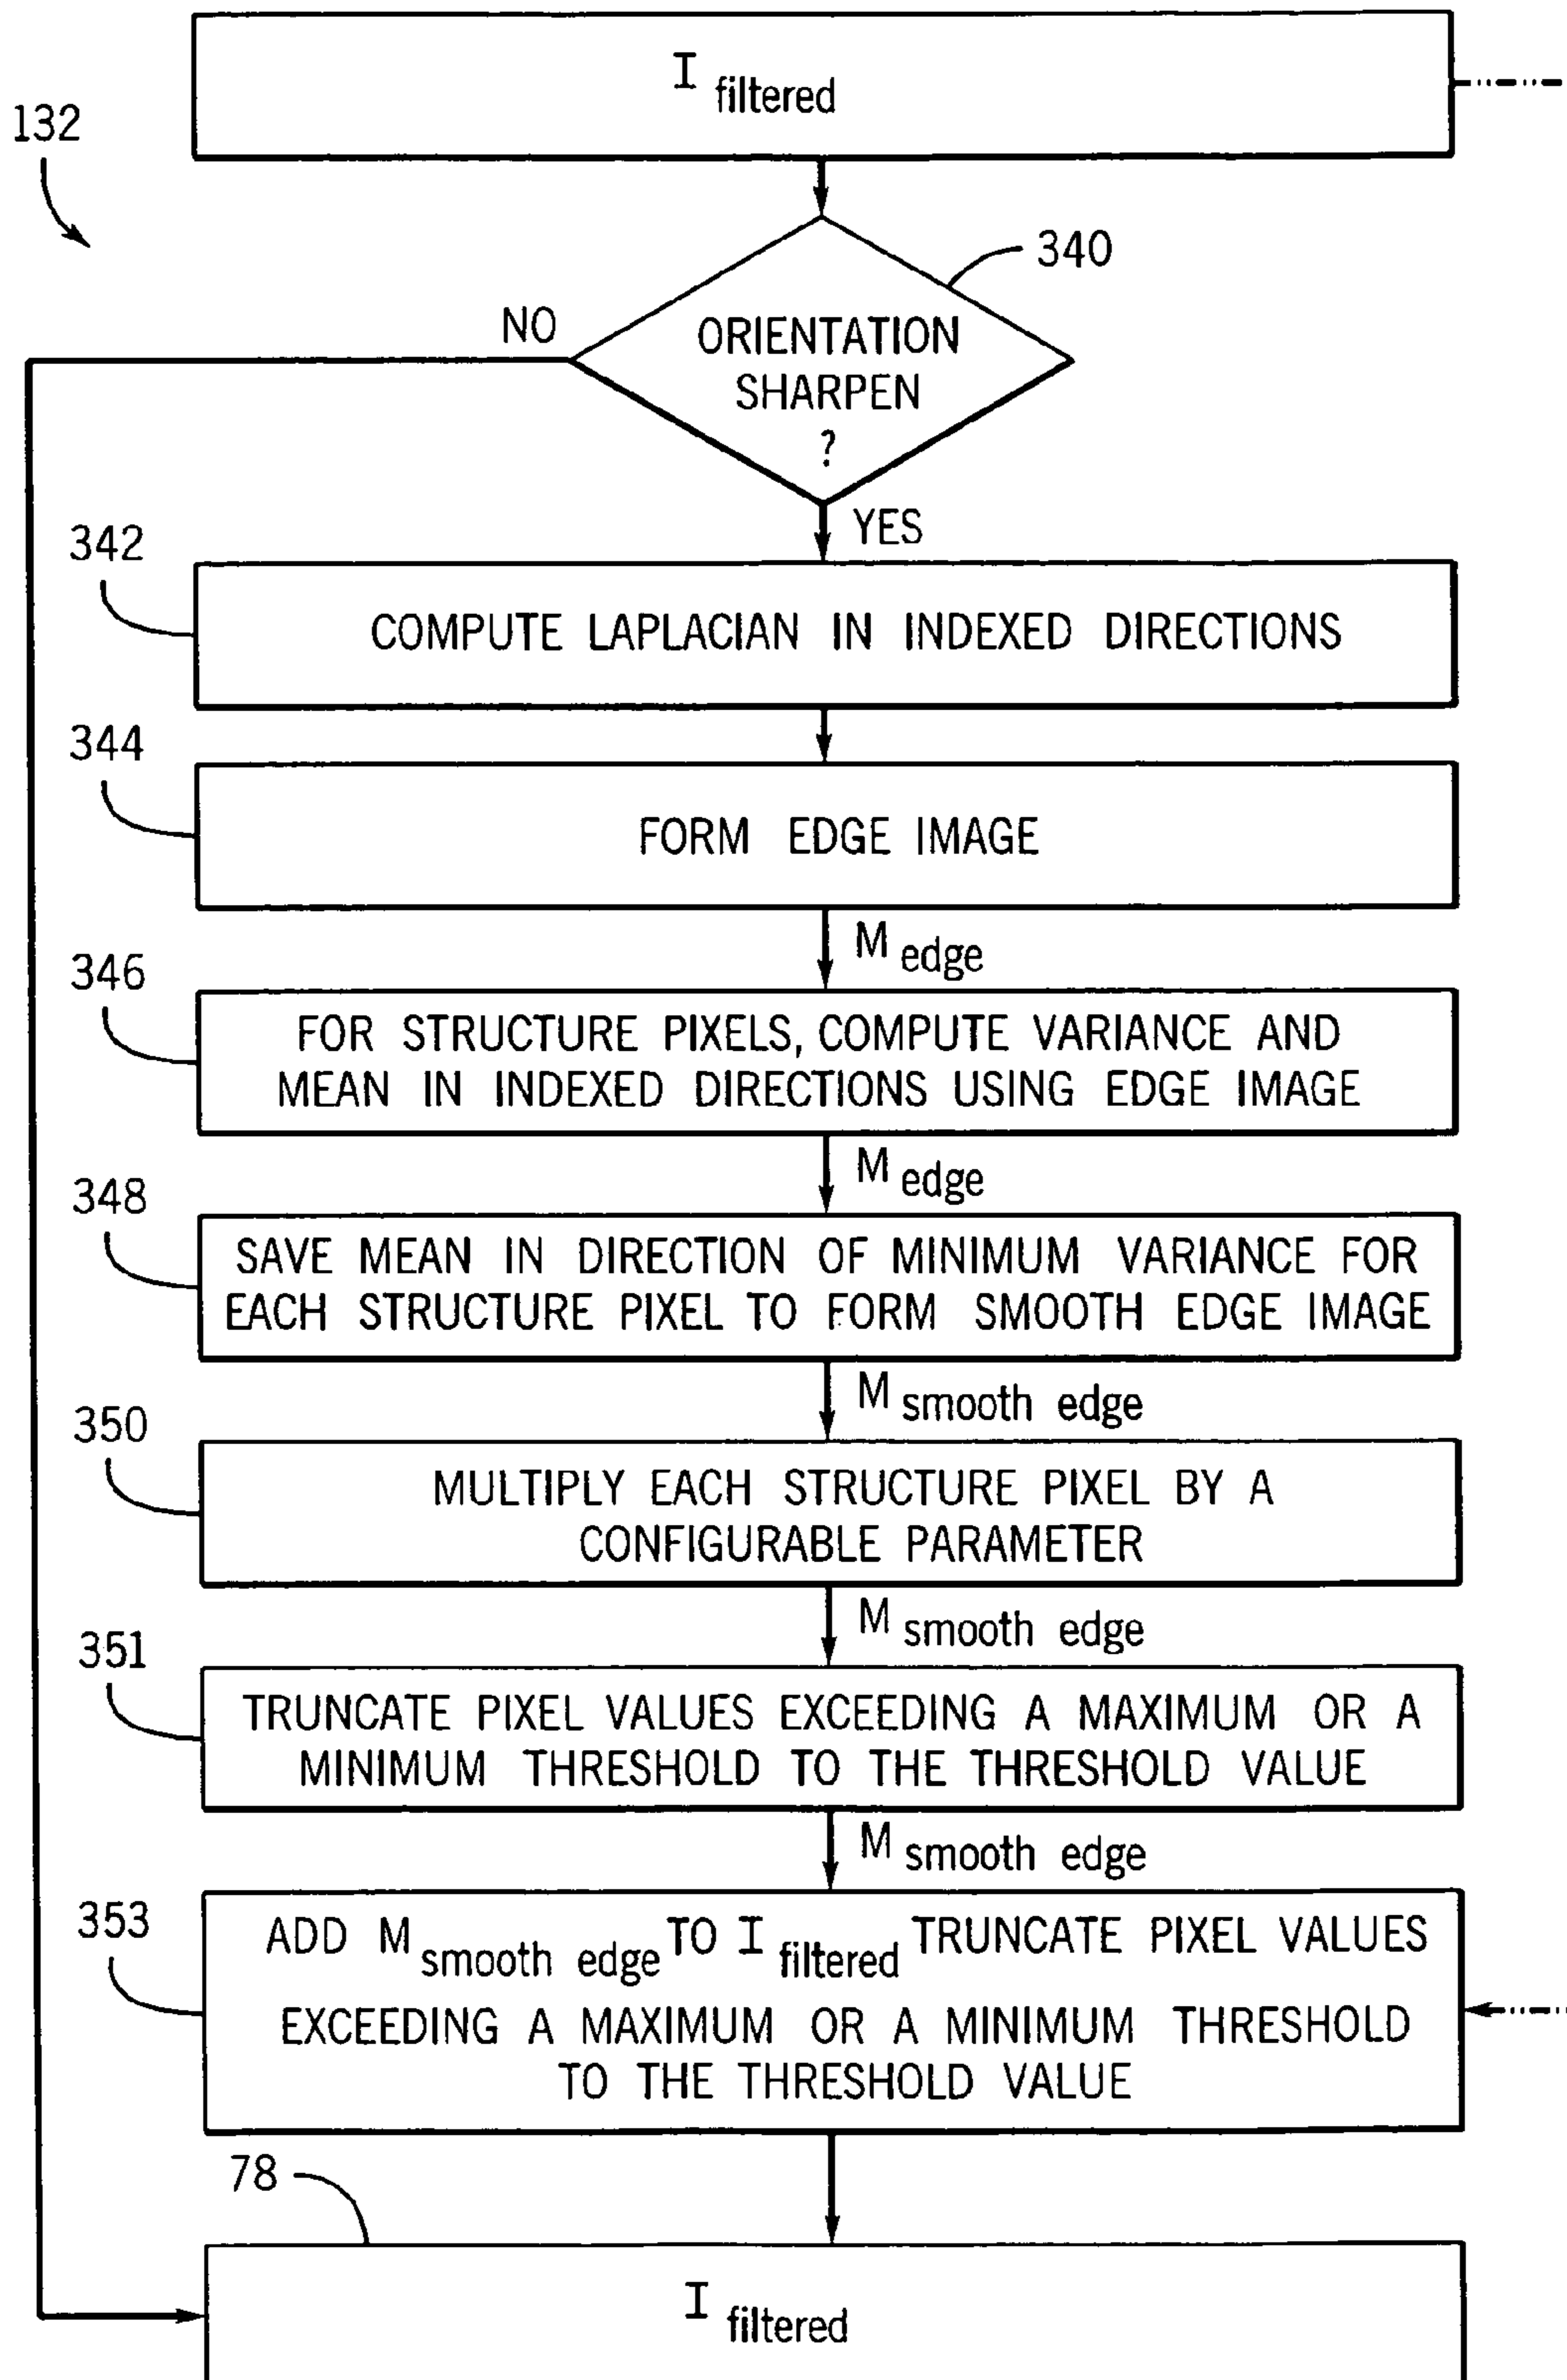 I filtered
132
340
NO
ORIENTATION
SHARPEN
?
YES
342
COMPUTE LAPLACIAN IN INDEXED DIRECTIONS
344
FORM EDGE IMAGE
M edge
346
FOR STRUCTURE PIXELS, COMPUTE VARIANCE AND
MEAN IN INDEXED DIRECTIONS USING EDGE IMAGE
M edge
348
SAVE MEAN IN DIRECTION OF MINIMUM VARIANCE FOR
EACH STRUCTURE PIXEL TO FORM SMOOTH EDGE IMAGE
M smooth edge
350
MULTIPLY EACH STRUCTURE PIXEL BY A
CONFIGURABLE PARAMETER
M smooth edge
351
TRUNCATE PIXEL VALUES EXCEEDING A MAXIMUM OR A
MINIMUM THRESHOLD TO THE THRESHOLD VALUE
M smooth edge
353
ADD M smooth edge TO I filtered TRUNCATE PIXEL VALUES
EXCEEDING A MAXIMUM OR A MINIMUM THRESHOLD
TO THE THRESHOLD VALUE
78
I filtered